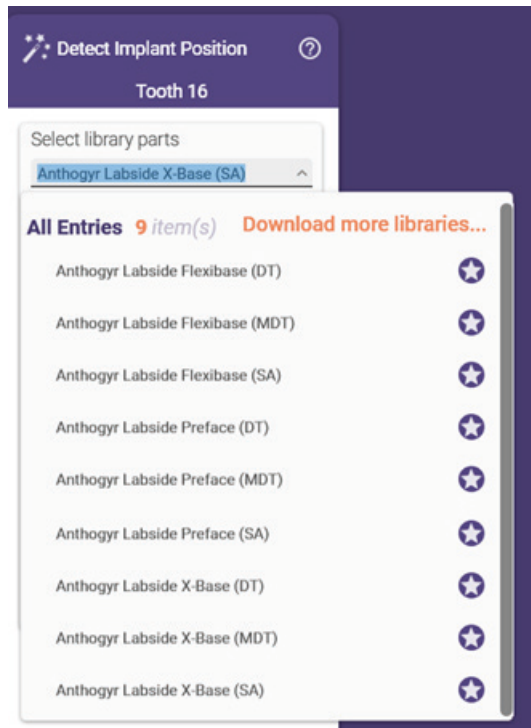 Detect Implant Position
Tooth 16
Select library parts
Anthogyr Labside X-Base (SA)
All Entries 9 item(s) Download more libraries...
Anthogyr Labside Flexibase (DT)
Anthogyr Labside Flexibase (MDT)
Anthogyr Labside Flexibase (SA)
Anthogyr Labside Preface (DT)
Anthogyr Labside Preface (MDT)
Anthogyr Labside Preface (SA)
Anthogyr Labside X-Base (DT)
Anthogyr Labside X-Base (MDT)
Anthogyr Labside X-Base (SA)